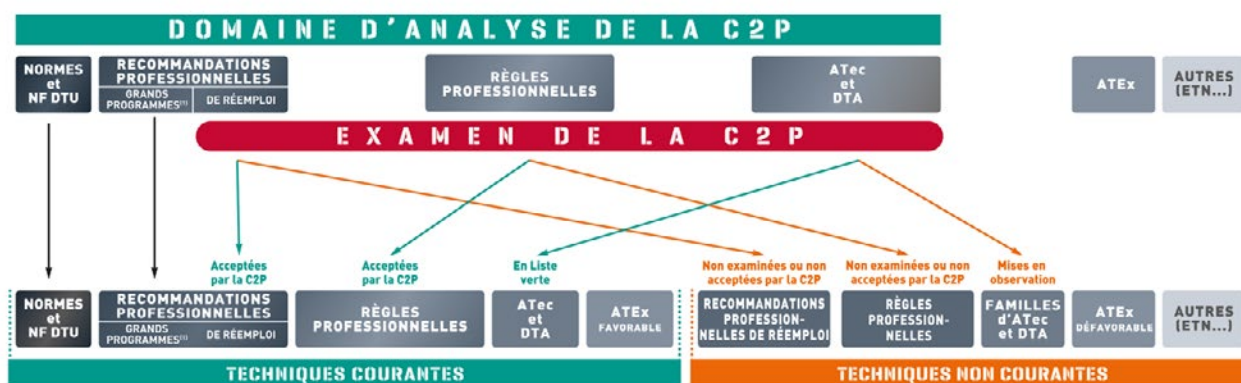 DOMAINE D'ANALYSE DE LA C2P
NORMES
et
NF DTU
RECOMMANDATIONS
PROFESSIONNELLES
GRANDS
PROGRAMMES(1)
DE RÉEMPLOI
RÈGLES
PROFESSIONNELLES
ATec
et
DTA
ATEx
AUTRES
(ETN...)
EXAMEN DE LA C2P
Acceptées
par la C2P
Acceptées
par la C2P
En Liste
verte
Non examinées ou non
acceptées par la C2P
Non examinées ou non
acceptées par la C2P
Mises en
observation
NORMES
et
NF DTU
RECOMMANDATIONS
PROFESSIONNELLES
GRANDS
PROGRAMMES(1)
DE RÉEMPLOI
RÈGLES
PROFESSIONNELLES
ATec
et
DTA
ATEx
FAVORABLE
RECOMMANDATIONS
PROFESSION-
NELLES DE RÉEMPLOI
RÈGLES
PROFESSION-
NELLES
FAMILLES
d'ATec
et DTA
ATEx
DÉFAVORABLE
AUTRES
(ETN...)
TECHNIQUES COURANTES
TECHNIQUES NON COURANTES